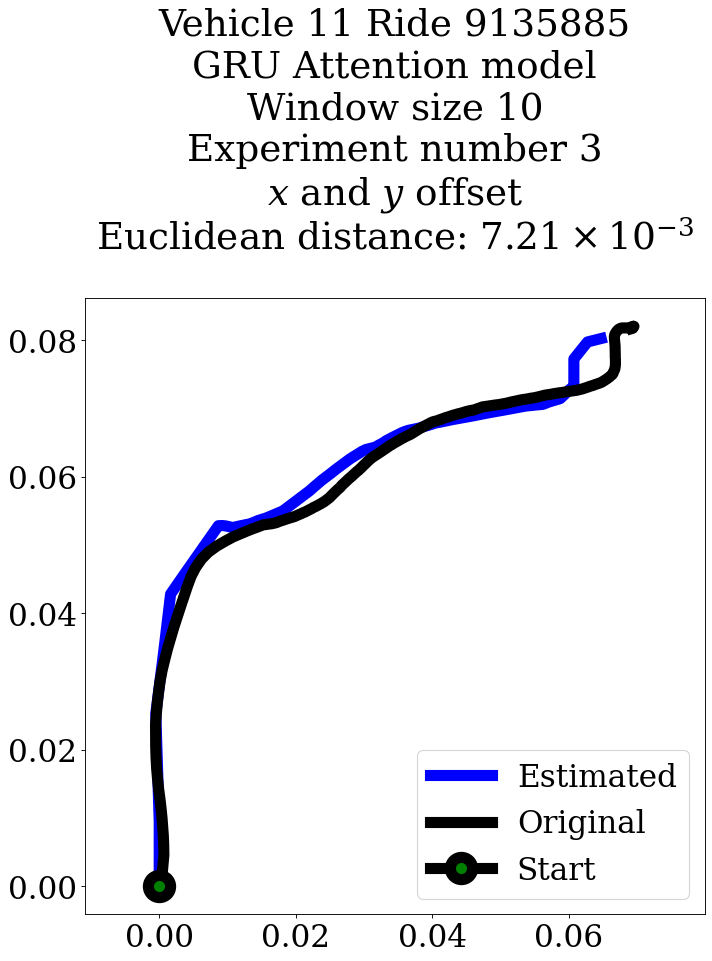 Vehicle 11 Ride 9135885
GRU Attention model
Window size 10
Experiment number 3
x and y offset
Euclidean distance: 7.21 × 10⁻³
0.08
0.06
0.04
0.02
0.00
Estimated
Original
Start
0.00 0.02 0.04 0.06